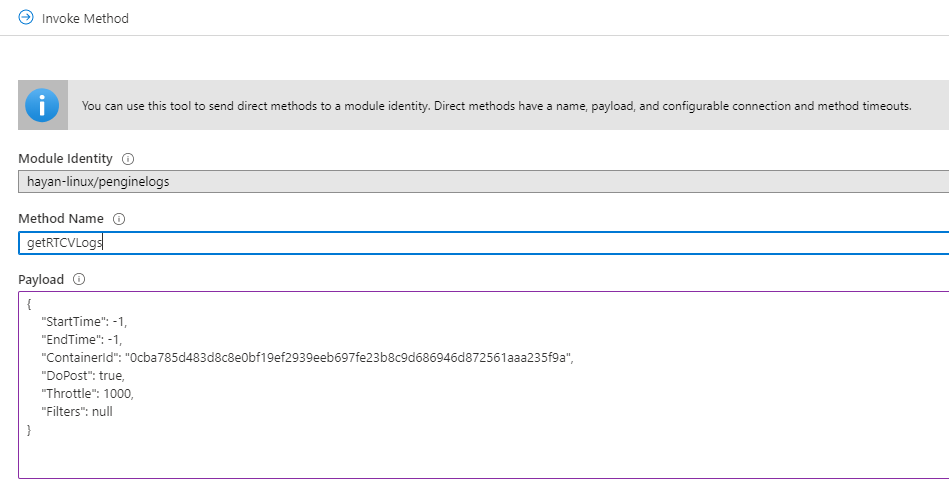 Invoke Method
You can use this tool to send direct methods to a module identity. Direct methods have a name, payload, and configurable connection and method timeouts.
Module Identity
hayan-linux/penginelogs
Method Name
getRTCVLogs
Payload
{
"StartTime": -1,
"EndTime": -1,
"ContainerId": "0cba785d483d8c8e0bf19ef2939eeb697fe23b8c9d686946d872561aaa235f9a",
"DoPost": true,
"Throttle": 1000,
"Filters": null
}